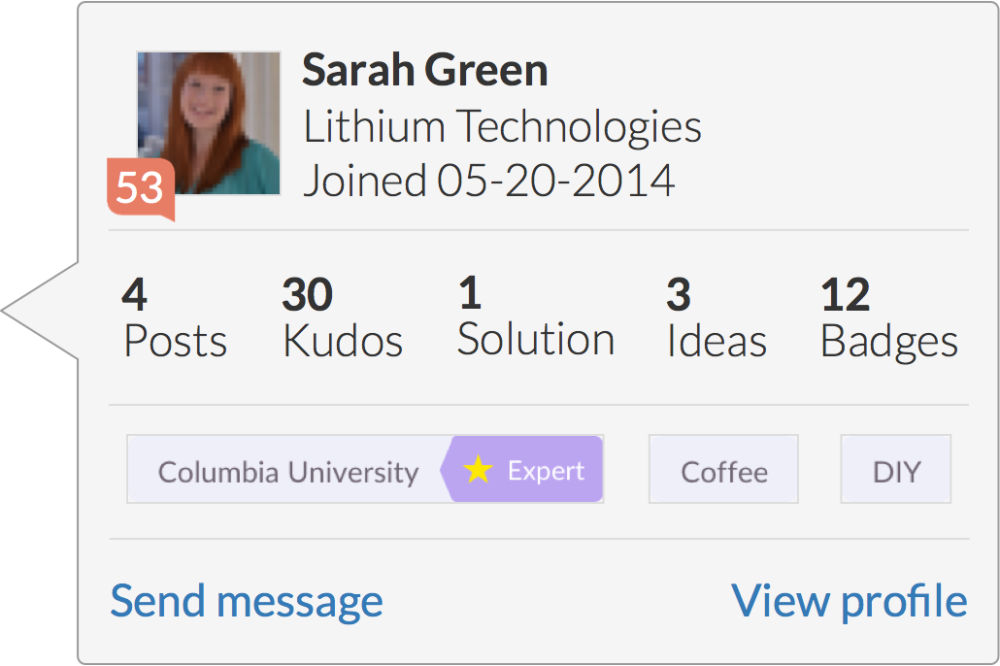 Sarah Green
Lithium Technologies
Joined 05-20-2014
53
4 30 1 3 12
Posts Kudos Solution Ideas Badges
Columbia University Expert Coffee DIY
Send message View profile